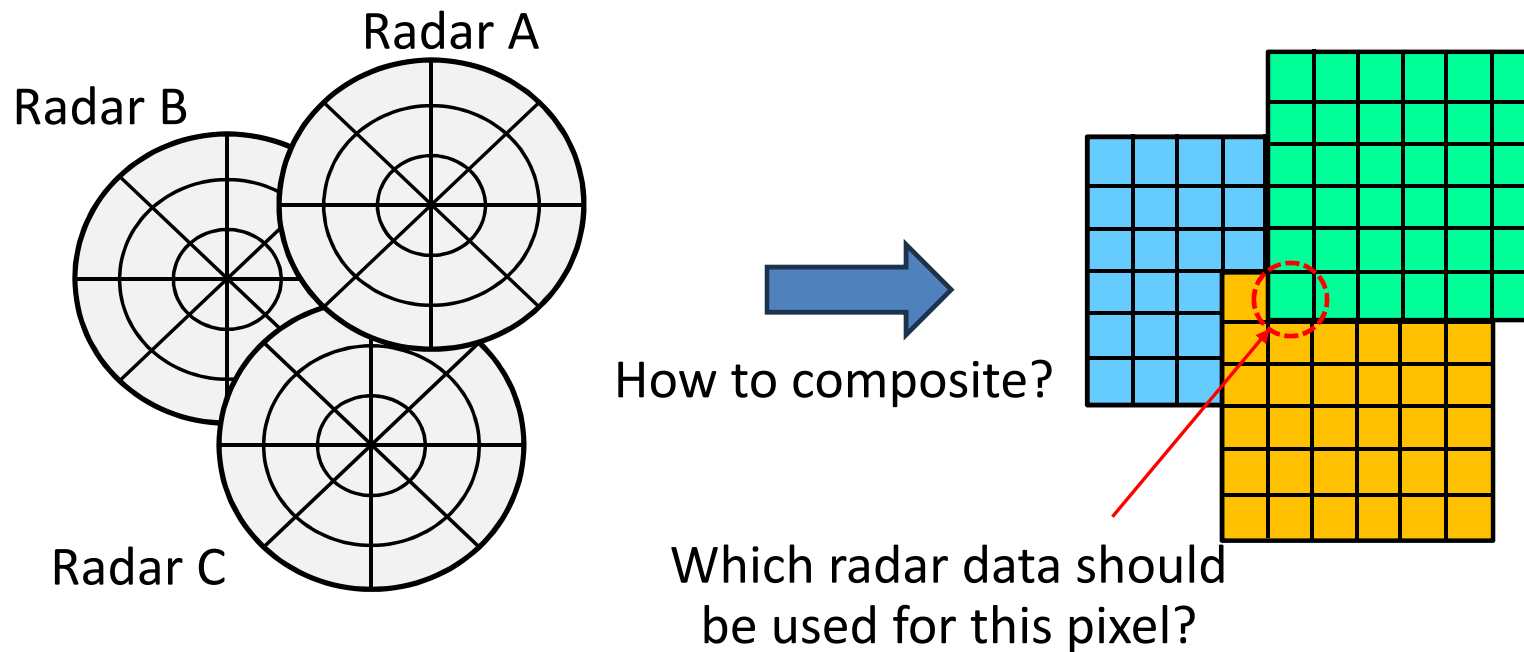 Radar A
Radar B
How to composite?
Radar C
Which radar data should
be used for this pixel?